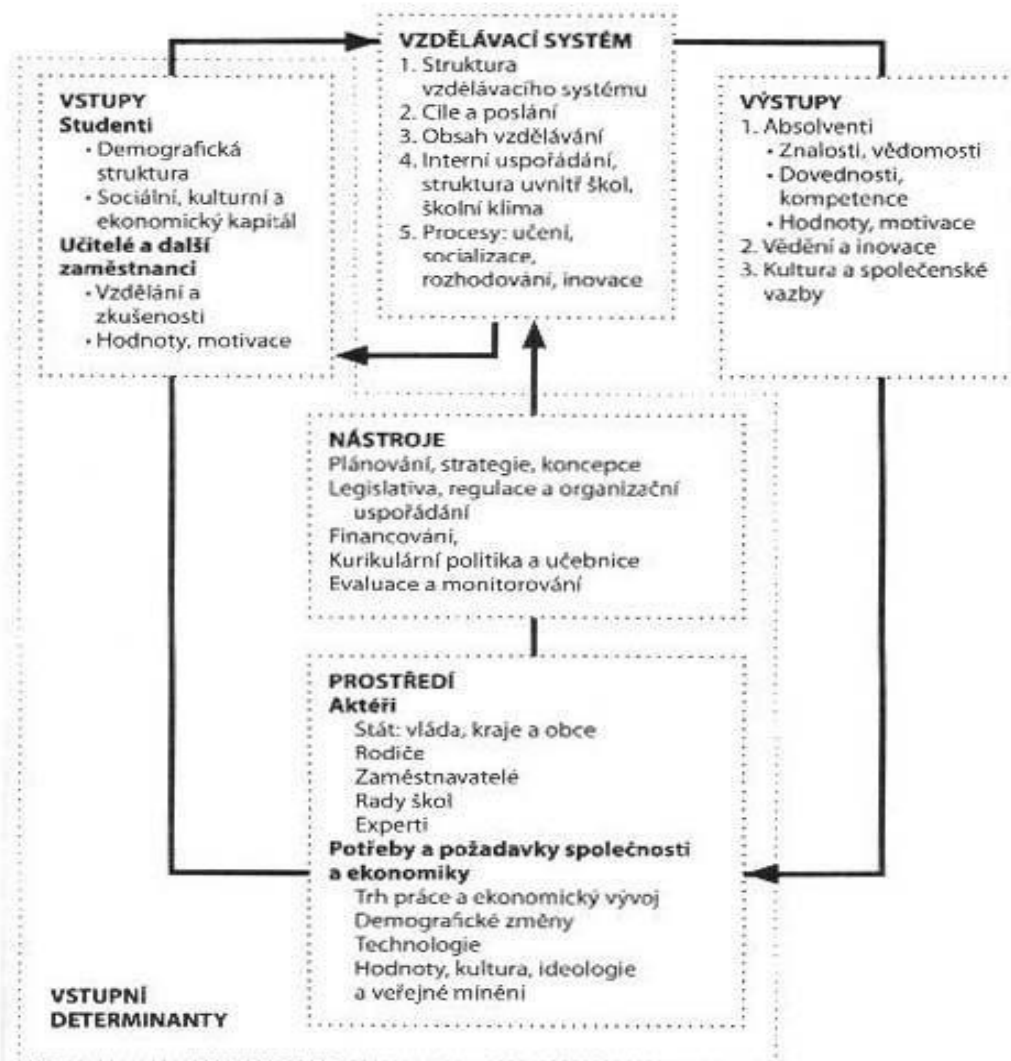 VZDĚLÁVACÍ SYSTÉM
1. Struktura
vzdělávacího systému
2. Cíle a poslání
3. Obsah vzdělávání
4. Interní uspořádání,
struktura uvnitř škol,
školní klima
5. Procesy: učení,
socializace,
rozhodování, inovace
VSTUPY
Studenti
• Demografická
struktura
• Sociální, kulturní a
ekonomický kapitál
Učitelé a další
zaměstnanci
• Vzdělání a
zkušenosti
• Hodnoty, motivace
VÝSTUPY
1. Absolventi
• Znalosti, vědomosti
• Dovednosti,
kompetence
• Hodnoty, motivace
2. Vědění a inovace
3. Kultura a společenské
vazby
NÁSTROJE
Plánování, strategie, koncepce
Legislativa, regulace a organizační
uspořádání
Financování,
Kurikulární politika a učebnice
Evaluace a monitorování
PROSTŘEDÍ
Aktéři
Stát: vláda, kraje a obce
Rodiče
Zaměstnavatelé
Rady škol
Experti
Potřeby a požadavky společnosti
a ekonomiky
Trh práce a ekonomický vývoj
Demografické změny
Technologie
Hodnoty, kultura, ideologie
a veřejné mínění
VSTUPNÍ
DETERMINANTY